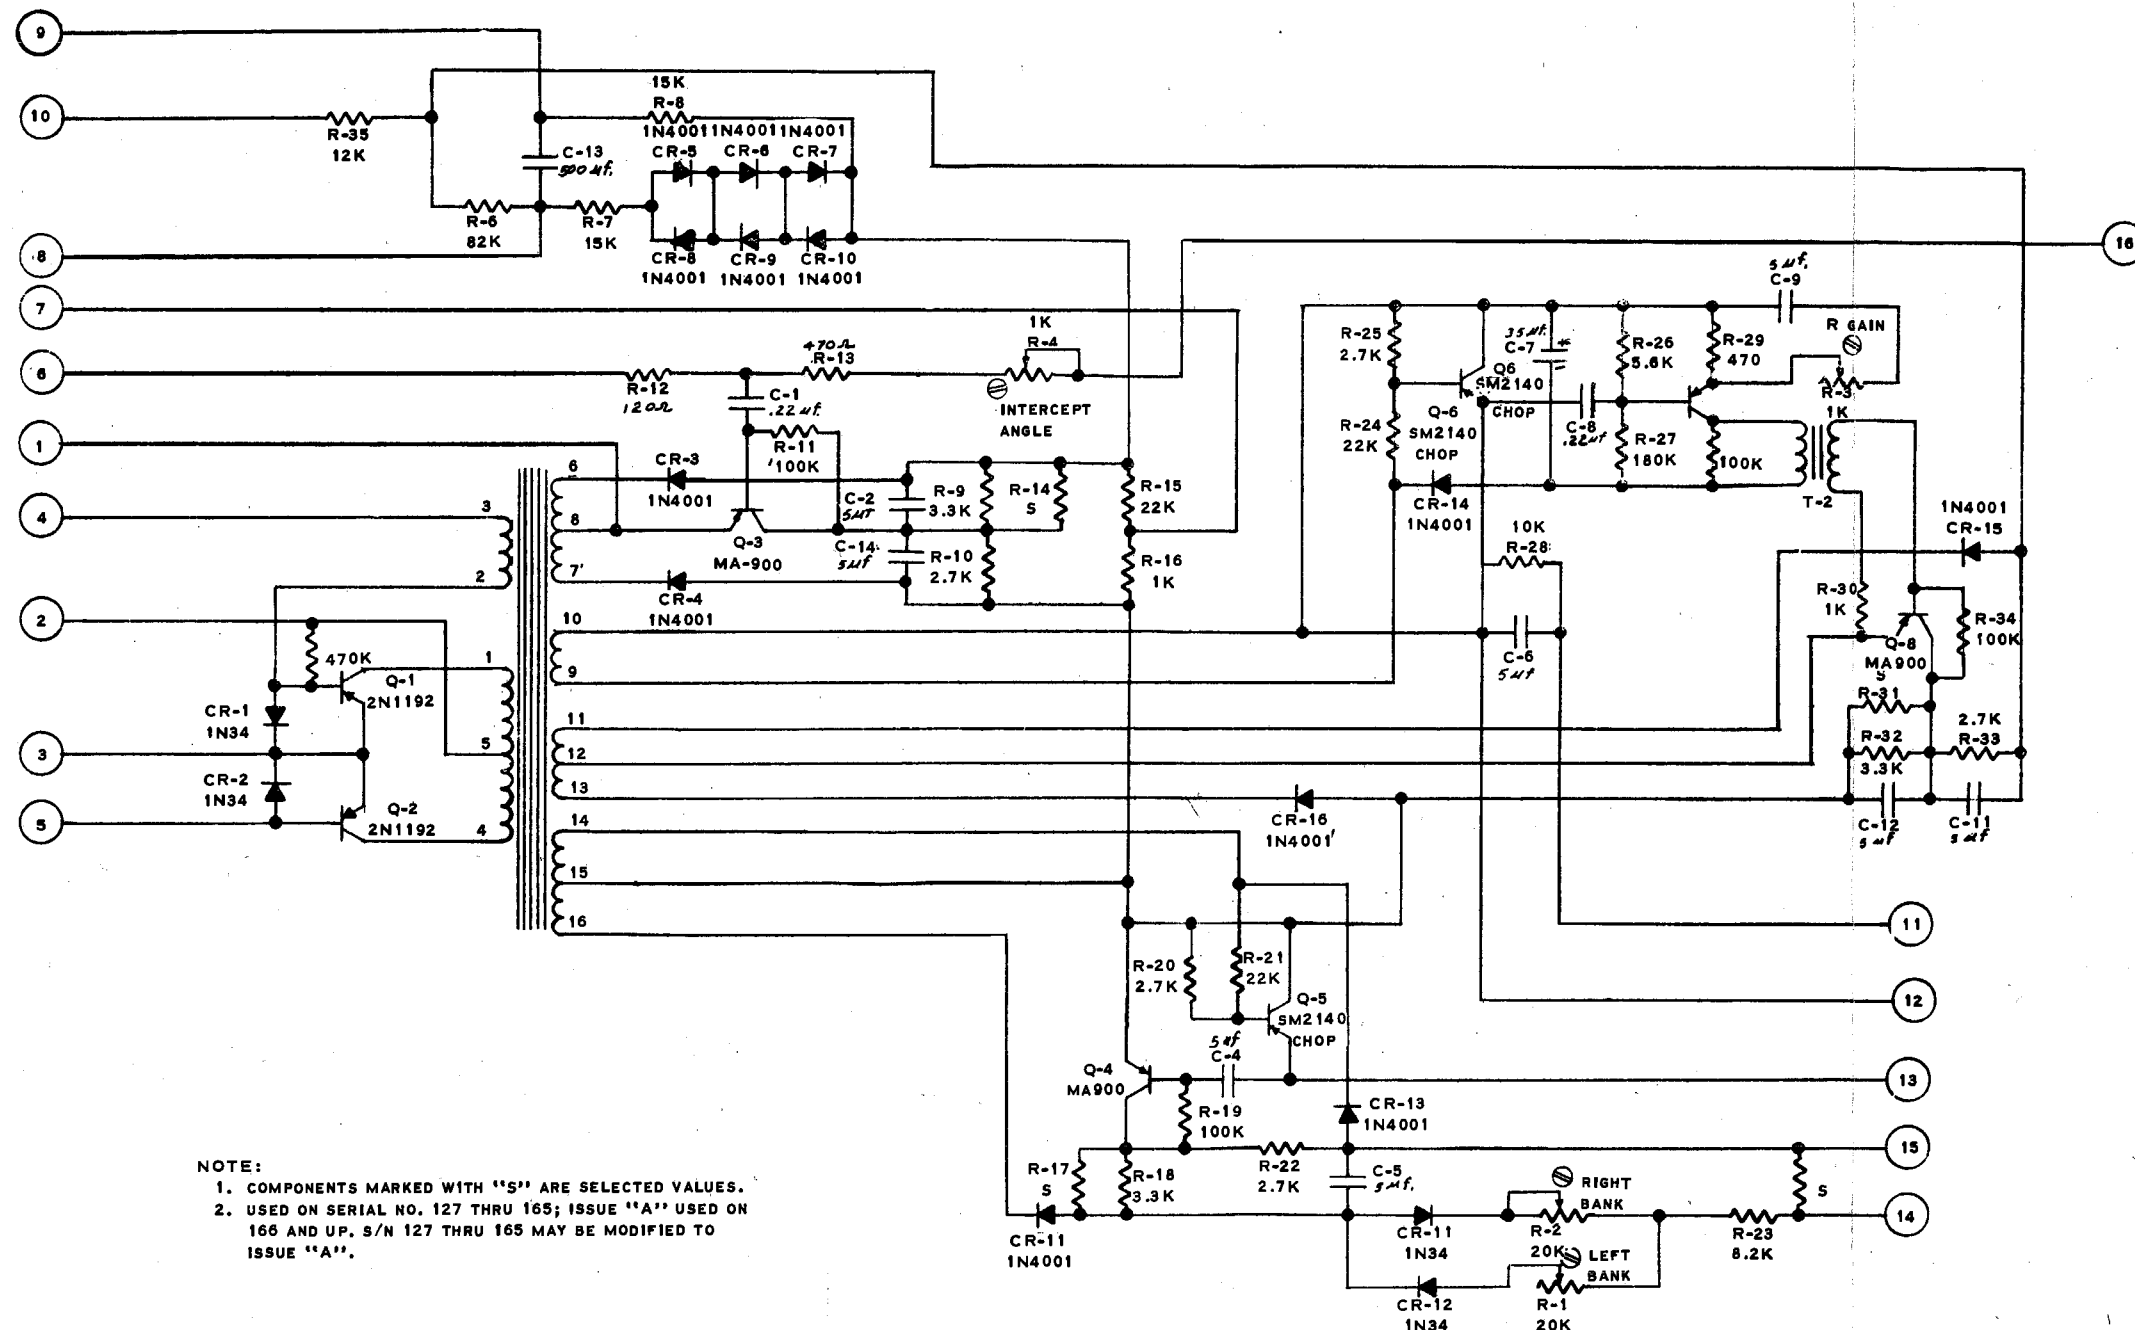 9
15K
R-8
10
R-35
12K
1N4001 1N4001 1N4001
CR-5 CR-6 CR-7
C-13
500 µf.
R-6
82K
R-7
15K
8
CR-8 CR-9 CR-10
1N4001 1N4001 1N4001
16
7
5 µf.
C-9
R GAIN
1K
R-4
470Ω
R-13
6
R-12
120Ω
C-1
.22 µf.
INTERCEPT
ANGLE
R-25
2.7K
Q6
SM2140
CHOP
35 µf.
C-7
R-26
5.6K
R-29
470
R-3
1K
1
R-11
100K
Q-6
SM2140
CHOP
R-24
22K
C-8
.22µf
R-27
180K
100K
T-2
CR-3
1N4001
6
C-2
5µf
R-9
3.3K
R-14
S
R-15
22K
CR-14
1N4001
1N4001
CR-15
4
3
8
Q-3
MA-900
C-14
5µf
R-10
2.7K
R-16
1K
10K
R-28
2
7'
CR-4
1N4001
R-30
1K
Q-8
MA900
R-34
100K
2
10
C-6
5µf
470K
Q-1
2N1192
1
9
S
R-31
CR-1
1N34
11
R-32
3.3K
2.7K
R-33
3
5
12
CR-2
1N34
13
CR-16
1N4001'
C-12
5 µf
C-11
5 µf
5
Q-2
2N1192
4
14
15
16
11
R-20
2.7K
R-21
22K
Q-5
SM2140
CHOP
12
5 µf
C-4
Q-4
MA900
13
R-19
100K
CR-13
1N4001
15
R-17
S
R-18
3.3K
R-22
2.7K
C-5
5µf.
RIGHT
BANK
S
CR-11
1N4001
CR-11
1N34
R-2
20K
R-23
8.2K
14
LEFT
BANK
CR-12
1N34
R-1
20K
NOTE:
1. COMPONENTS MARKED WITH "S" ARE SELECTED VALUES.
2. USED ON SERIAL NO. 127 THRU 165; ISSUE "A" USED ON
166 AND UP. S/N 127 THRU 165 MAY BE MODIFIED TO
ISSUE "A".